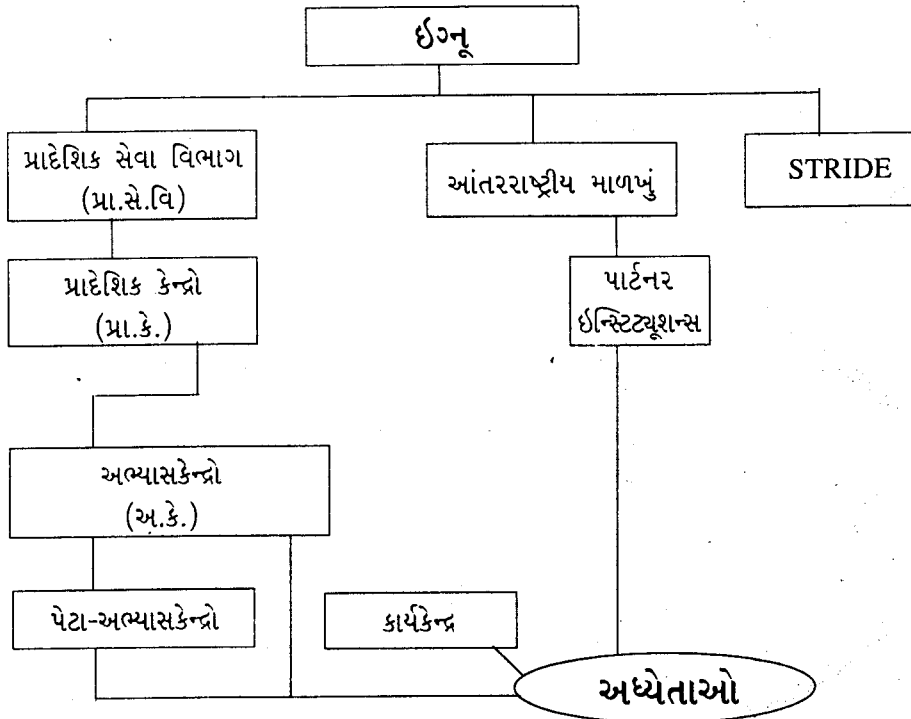 ઇગ્નૂ
પ્રાદેશિક સેવા વિભાગ
(પ્રા.સે.વિ)
આંતરરાષ્ટ્રીય માળખું
STRIDE
પ્રાદેશિક કેન્દ્રો
(પ્રા.કે.)
પાર્ટનર
ઇન્સ્ટિટ્યૂશન્સ
અભ્યાસકેન્દ્રો
(અ.કે.)
પેટા-અભ્યાસકેન્દ્રો
કાર્યકેન્દ્ર
અધ્યેતાઓ